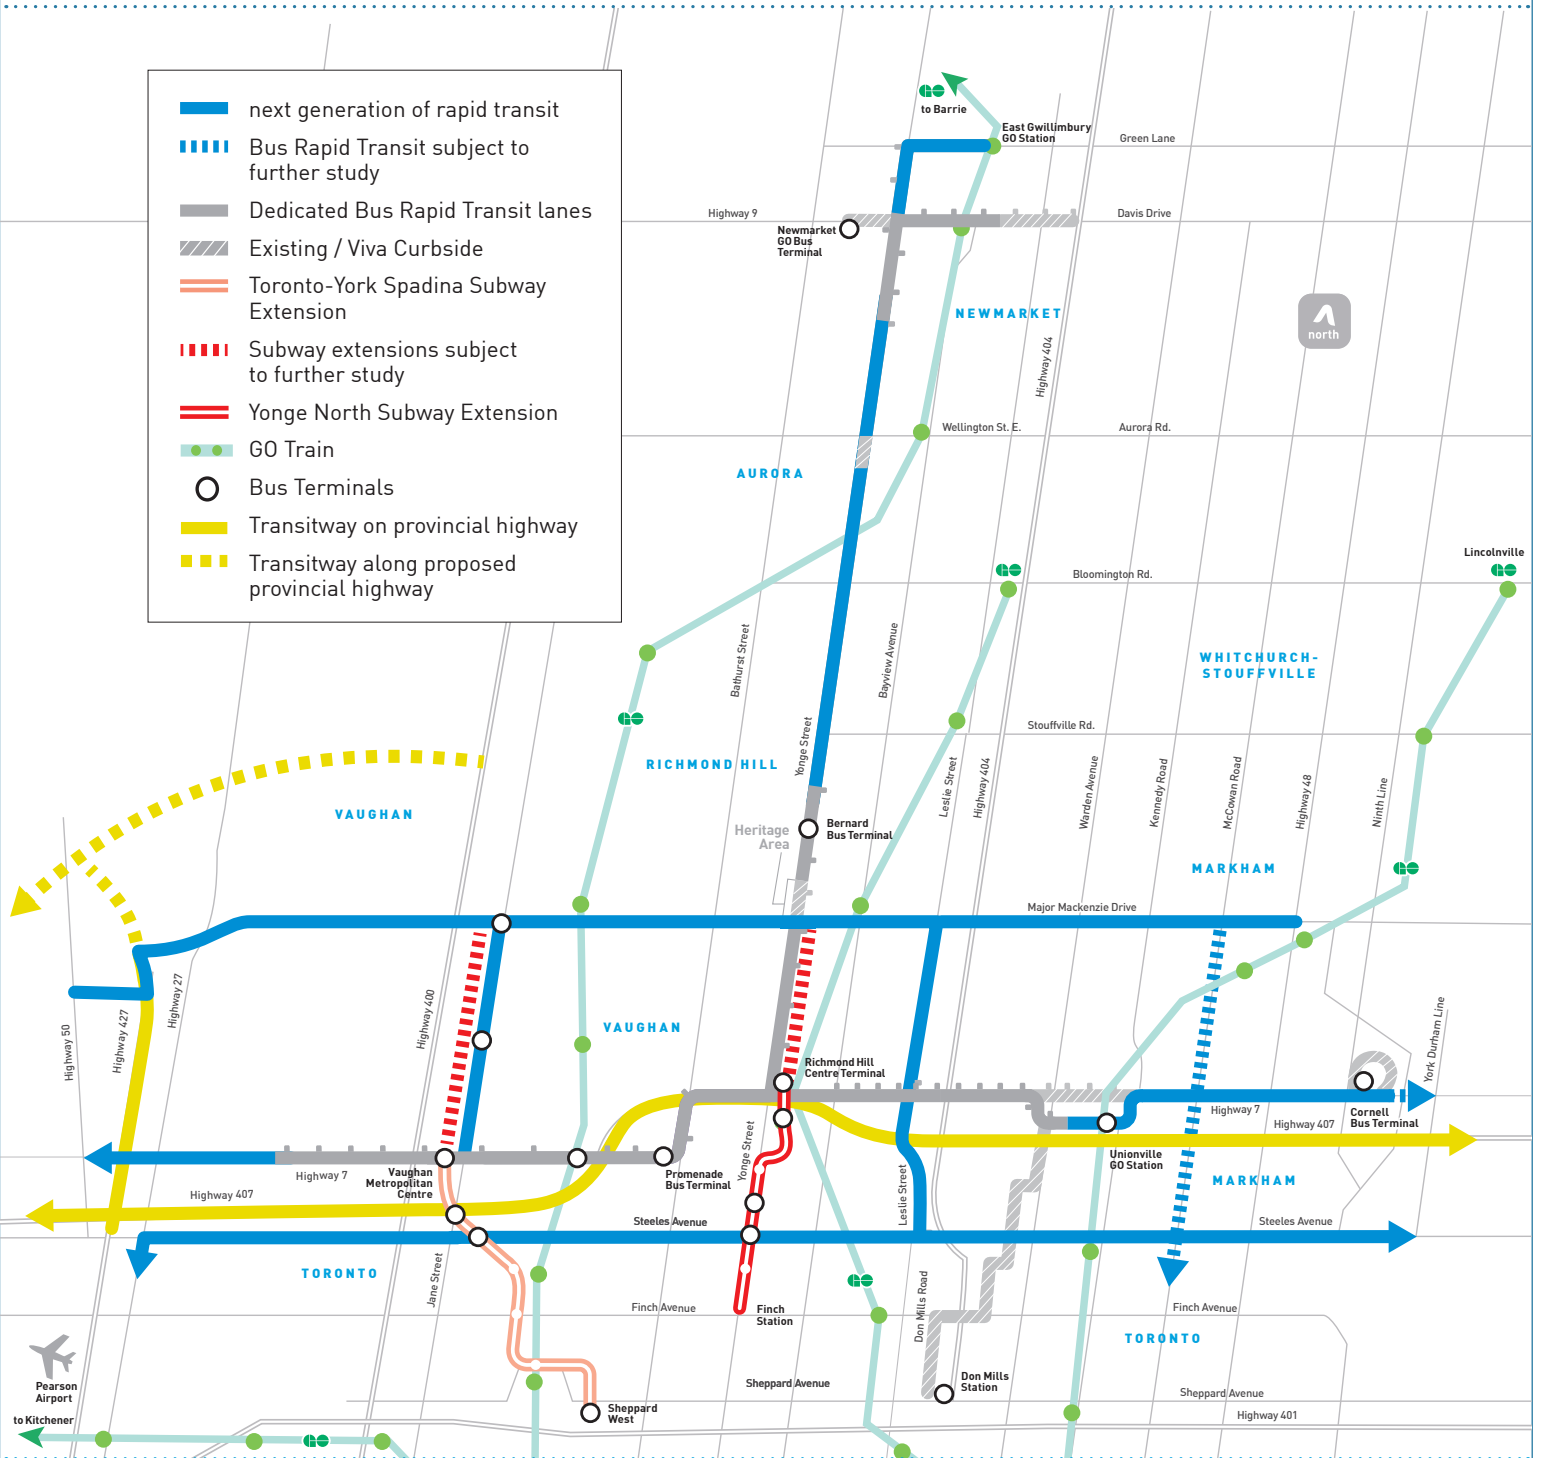 next generation of rapid transit
Bus Rapid Transit subject to
further study
Dedicated Bus Rapid Transit lanes
Existing / Viva Curbside
Toronto-York Spadina Subway
Extension
Subway extensions subject
to further study
Yonge North Subway Extension
GO Train
Bus Terminals
Transitway on provincial highway
Transitway along proposed
provincial highway
to Barrie
East Gwillimbury
GO Station
Green Lane
Highway 9
Davis Drive
Newmarket
GO Bus
Terminal
NEWMARKET
north
Highway 404
Wellington St. E.
Aurora Rd.
AURORA
Lincolnville
Bloomington Rd.
Bathurst Street
Bayview Avenue
WHITCHURCH-
STOUFFVILLE
Stouffville Rd.
Yonge Street
RICHMOND HILL
Leslie Street
Highway 404
Warden Avenue
Kennedy Road
McCowan Road
Highway 48
Ninth Line
VAUGHAN
Heritage
Area
Bernard
Bus Terminal
MARKHAM
Major Mackenzie Drive
Highway 50
Highway 427
Highway 27
Highway 400
VAUGHAN
York Durham Line
Richmond Hill
Centre Terminal
Highway 7
Cornell
Bus Terminal
Highway 407
Yonge Street
Highway 7
Vaughan
Metropolitan
Centre
Promenade
Bus Terminal
Unionville
GO Station
Leslie Street
MARKHAM
Highway 407
Steeles Avenue
Steeles Avenue
TORONTO
Jane Street
Finch Avenue
Finch
Station
Don Mills Road
Finch Avenue
TORONTO
Pearson
Airport
Sheppard Avenue
Don Mills
Station
Sheppard Avenue
to Kitchener
Sheppard
West
Highway 401